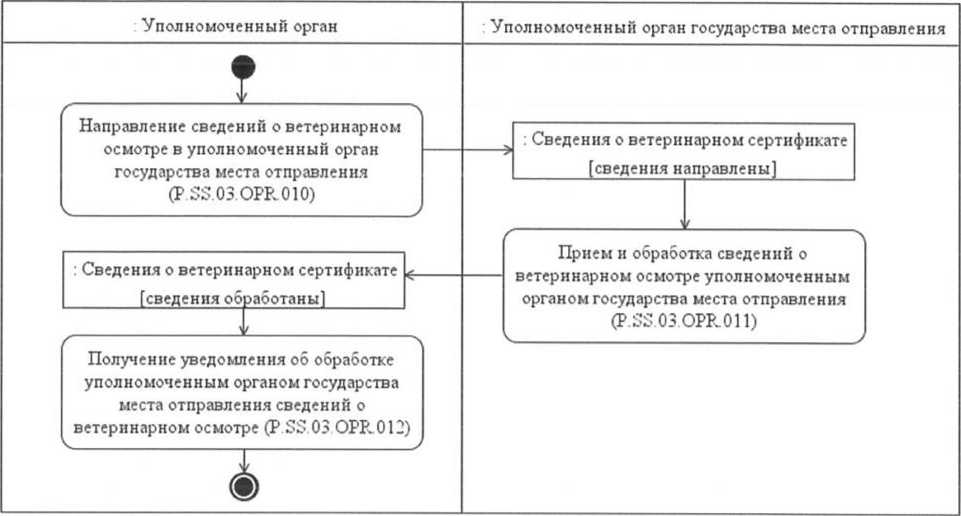 : Уполномоченный орган
: Уполномоченный орган государства места отправления
Направление сведений о ветеринарном
осмотре в уполномоченный орган
государства места отправления
(P.SS.03.OPR.010)
: Сведения о ветеринарном сертификате
[сведения направлены]
Прием и обработка сведений о
ветеринарном осмотре уполномоченным
органом государства места отправления
(P.SS.03.OPR.011)
: Сведения о ветеринарном сертификате
[сведения обработаны]
Получение уведомления об обработке
уполномоченным органом государства
места отправления сведений о
ветеринарном осмотре (P.SS.03.OPR.012)